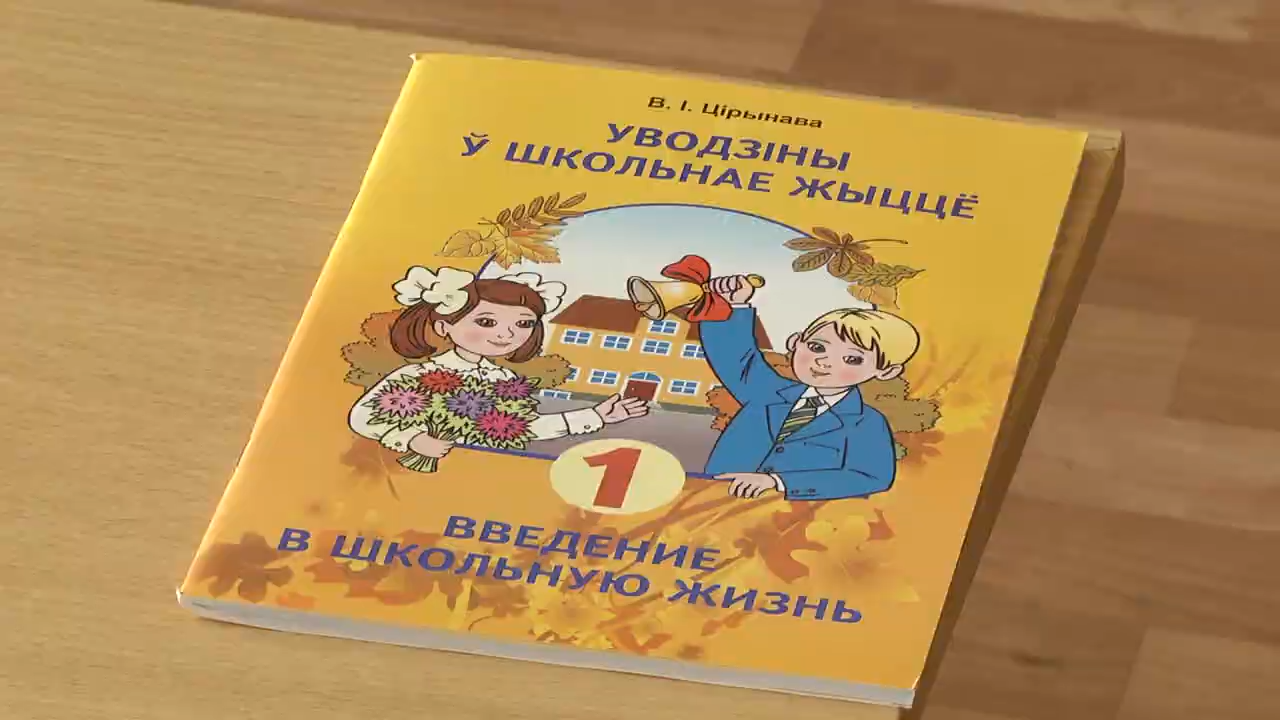 В. І. Цірынава
УВОДЗІНЫ
Ў ШКОЛЬНАЕ ЖЫЦЦЁ
1
ВВЕДЕНИЕ
В ШКОЛЬНУЮ ЖИЗНЬ